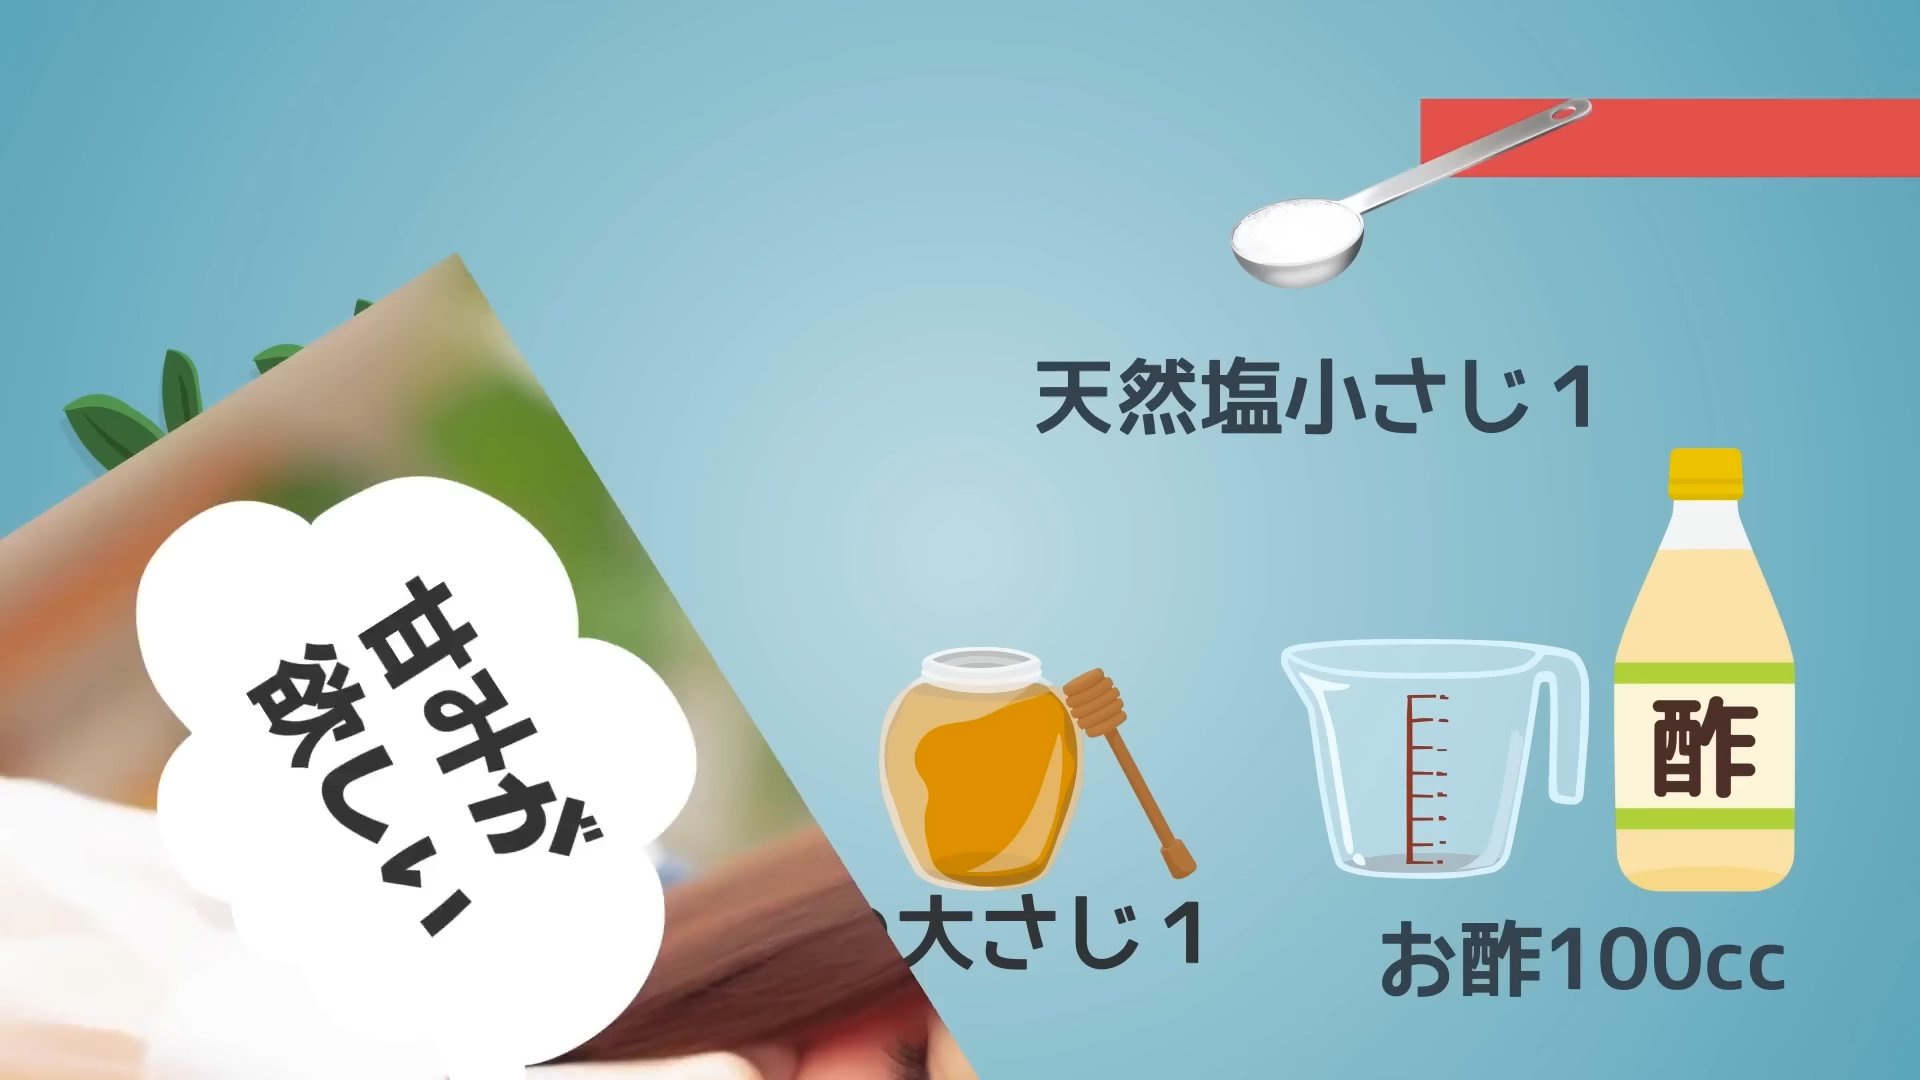 天然塩小さじ１
甘みが
欲しい
酢
大さじ１
お酢100cc